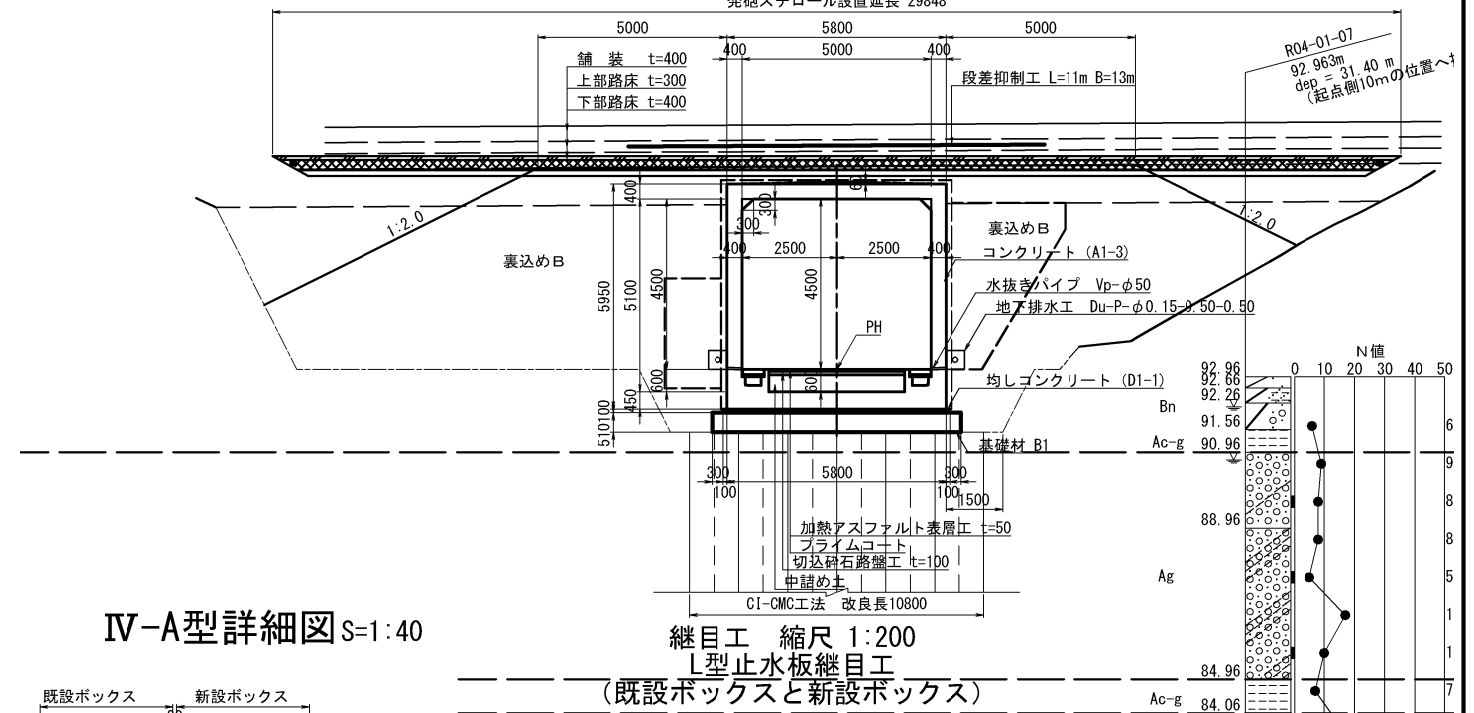 発砲スチロール設置延長 29848
5000
5800
5000
400
5000
400
舗　装　t=400
上部路床 t=300
下部路床 t=400
段差抑制工 L=11m B=13m
R04-01-07
92.963m
dep = 31.40 m
(起点側10mの位置へ
1:2.0
1:2.0
400
300
300
裏込めB
裏込めB
400
2500
2500
400
コンクリート (A1-3)
5950
5100
4500
4500
水抜きパイプ　Vp-φ50
地下排水工　Du-P-φ0.15-0.50-0.50
PH
600
450
均しコンクリート (D1-1)
510
100
基礎材 B1
300
5800
300
100
100
1500
加熱アスファルト表層工 t=50
プライムコート
切込砕石路盤工 t=100
中詰め土
CI-CMC工法　改良長10800
N値
0 10 20 30 40 50
92.96
92.66
92.26
Bn
91.56
6
Ac-g
90.96
9
8
88.96
8
Ag
5
1
1
84.96
7
Ac-g
84.06
Ⅳ-A型詳細図 S=1:40
継目工　縮尺 1:200
L型止水板継目工
(既設ボックスと新設ボックス)
既設ボックス
新設ボックス